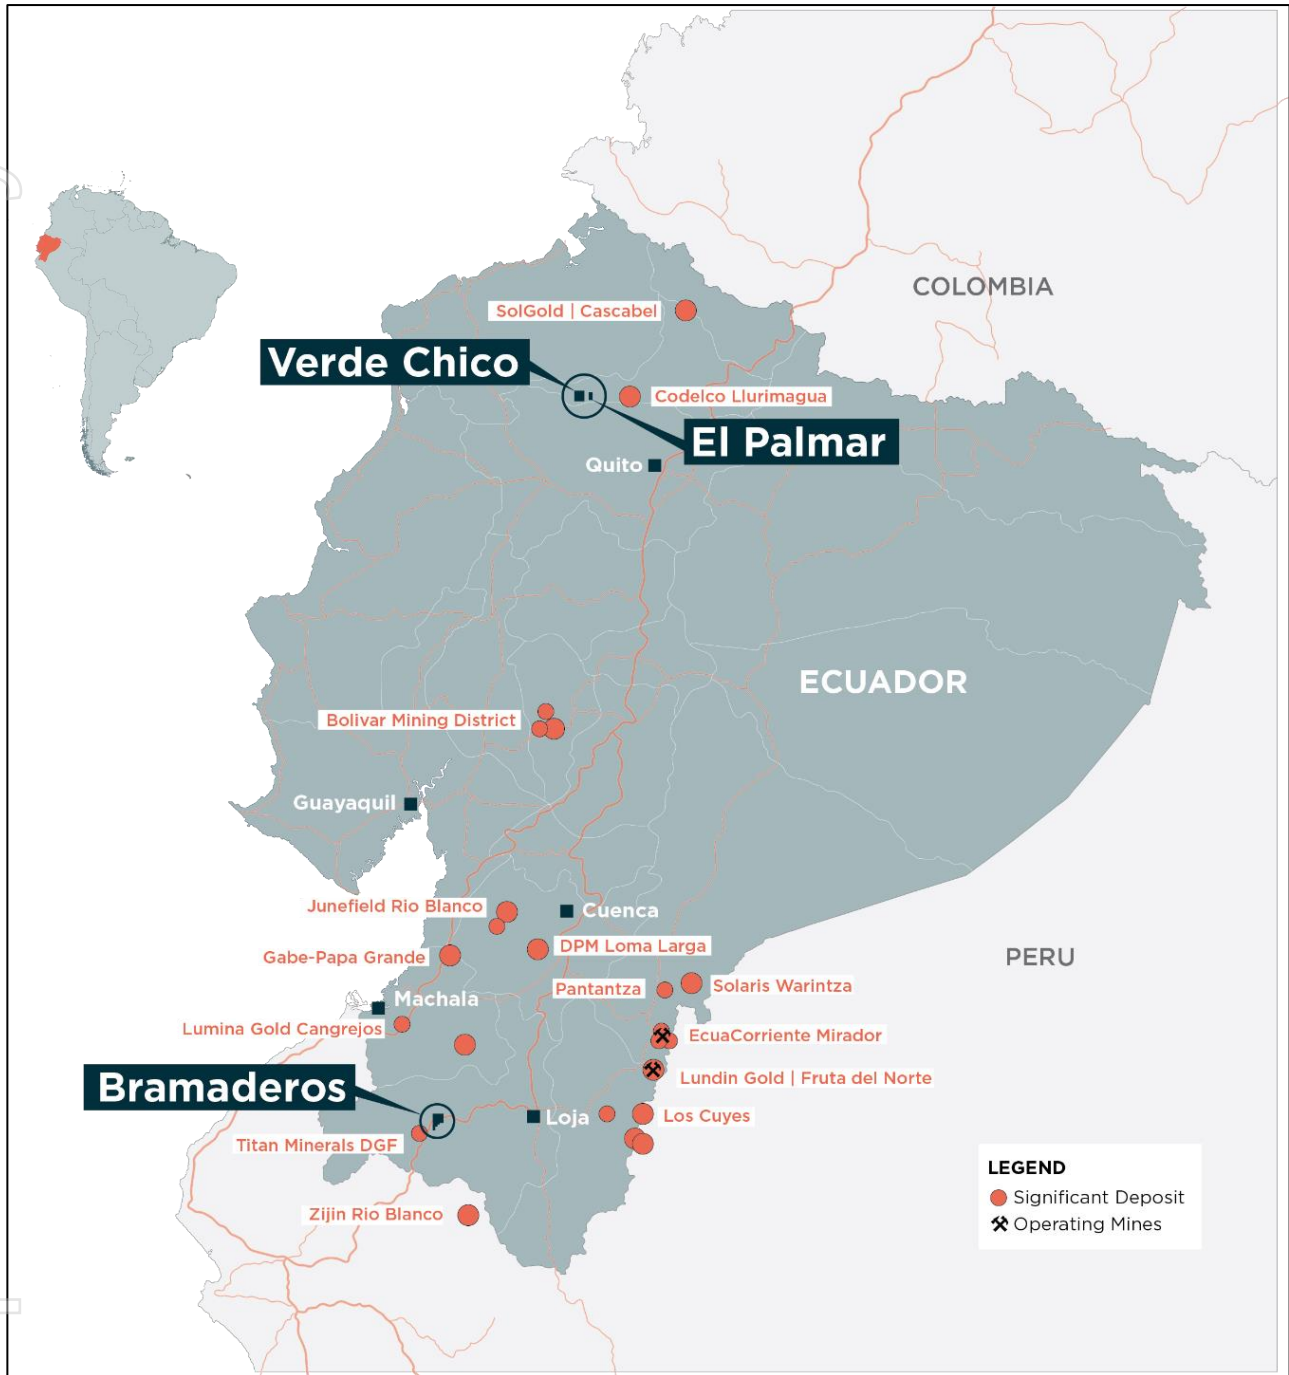 COLOMBIA
SolGold | Cascabel
Verde Chico
Codelco Llurimagua
El Palmar
Quito
ECUADOR
Bolivar Mining District
Guayaquil
Junefield Rio Blanco
Cuenca
DPM Loma Larga
Gabe-Papa Grande
PERU
Pantantza
Solaris Warintza
Machala
Lumina Gold Cangrejos
EcuaCorriente Mirador
Bramaderos
Lundin Gold | Fruta del Norte
Loja
Los Cuyes
Titan Minerals DGF
LEGEND
Significant Deposit
Operating Mines
Zijin Rio Blanco